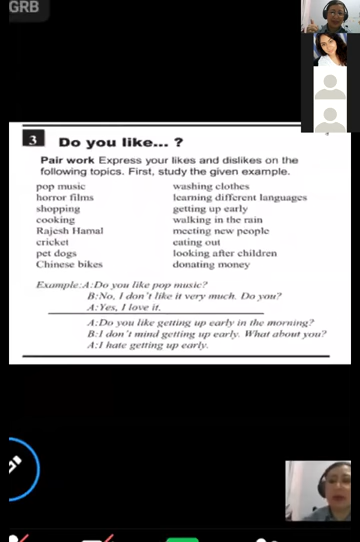 GRB
3 Do you like... ?
Pair work Express your likes and dislikes on the
following topics. First, study the given example.
pop music washing clothes
horror films learning different languages
shopping getting up early
cooking walking in the rain
Rajesh Hamal meeting new people
cricket eating out
pet dogs looking after children
Chinese bikes donating money
Example:A:Do you like pop music?
B:No, I don't like it very much. Do you?
A:Yes, I love it.
A:Do you like getting up early in the morning?
B:I don't mind getting up early. What about you?
A:I hate getting up early.